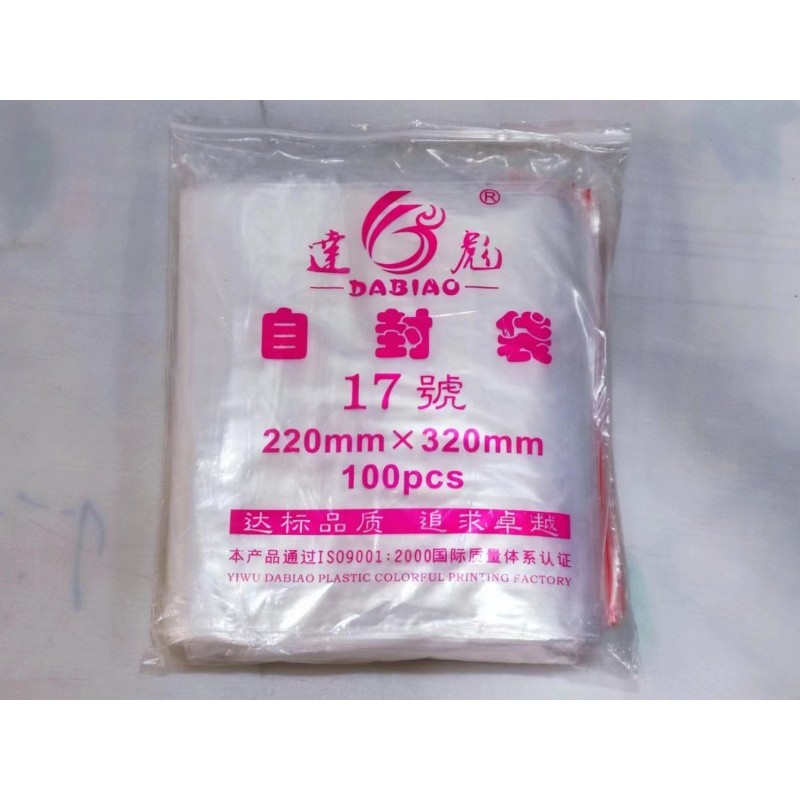 達彪 ®
DABIAO
自封袋
17號
220mm×320mm
100pcs
达标品质 追求卓越
本产品通过ISO9001:2000国际质量体系认证
YIWU DABIAO PLASTIC COLORFUL PRINTING FACTORY